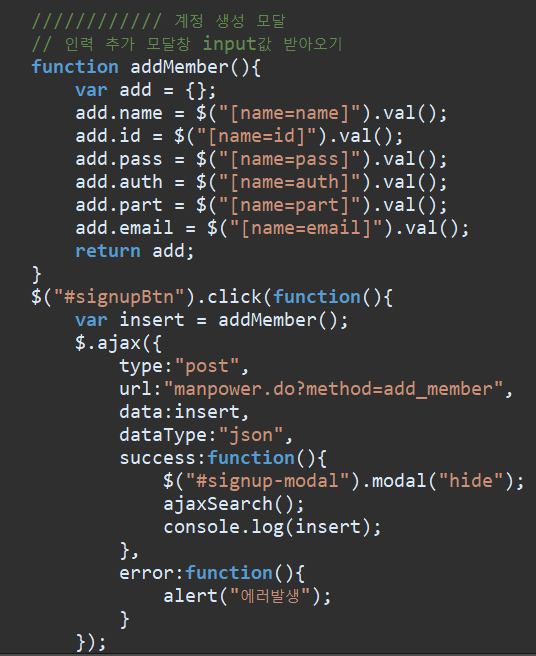 //////////// 계정 생성 모달
// 인력 추가 모달창 input값 받아오기
function addMember(){
    var add = {};
    add.name = $("[name=name]").val();
    add.id = $("[name=id]").val();
    add.pass = $("[name=pass]").val();
    add.auth = $("[name=auth]").val();
    add.part = $("[name=part]").val();
    add.email = $("[name=email]").val();
    return add;
}
$("#signupBtn").click(function(){
    var insert = addMember();
    $.ajax({
        type:"post",
        url:"manpower.do?method=add_member",
        data:insert,
        dataType:"json",
        success:function(){
            $("#signup-modal").modal("hide");
            ajaxSearch();
            console.log(insert);
        },
        error:function(){
            alert("에러발생");
        }
    });